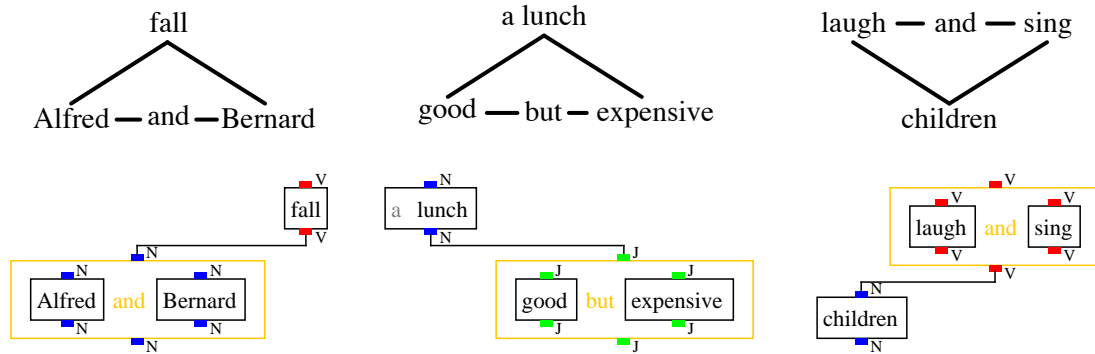 fall
Alfred and Bernard
a lunch
good but expensive
laugh and sing
children
V
fall
V
N
N N
Alfred and Bernard
N N
N
N
a lunch
N
J
J J
good but expensive
J J
J
V
V V
laugh and sing
V V
V
N
children
N